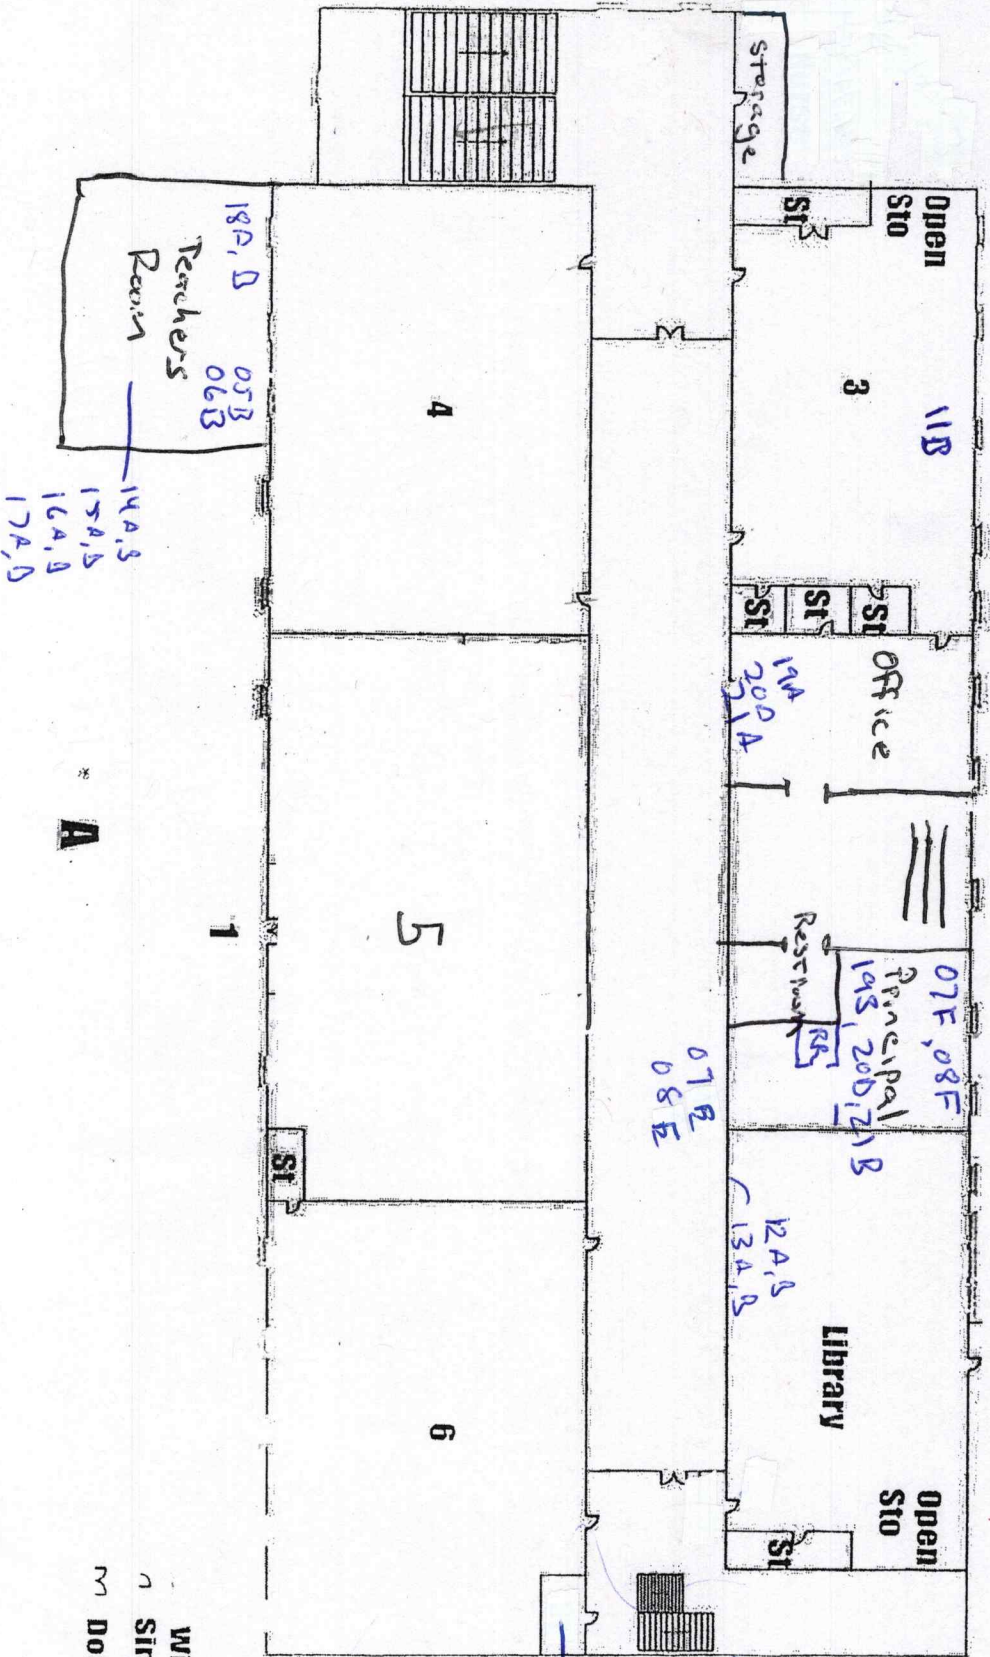 storage
St
Open
Sto
3
11B
St
St
St
Office
19A
20D
21A
Restroom
RR
07F, 08F
Principal
19B, 20D, 21B
07E
08E
12A, B
13A, B
Library
Open
Sto
St
4
5
St
6
18A, D
05B
06B
Teachers
Room
14A, B
15A, D
16A, D
17A, D
* A
1